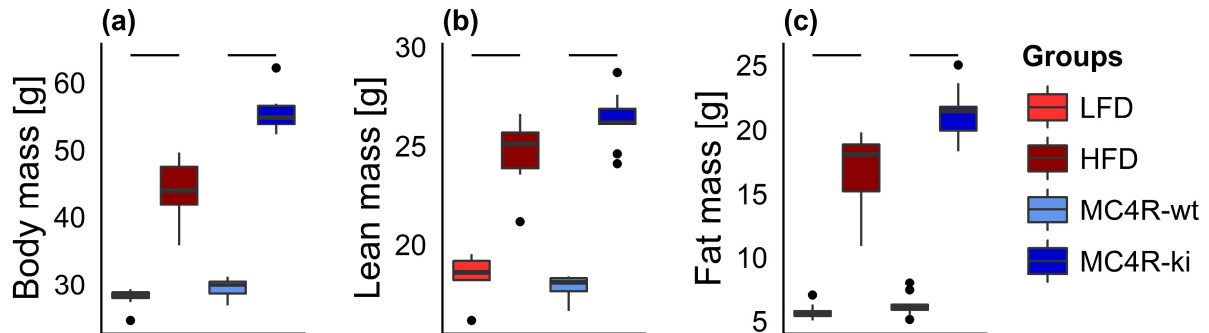 (a)
Body mass [g]
60
50
40
30
(b)
Lean mass [g]
30
25
20
(c)
Fat mass [g]
25
20
15
10
5
Groups
LFD
HFD
MC4R-wt
MC4R-ki